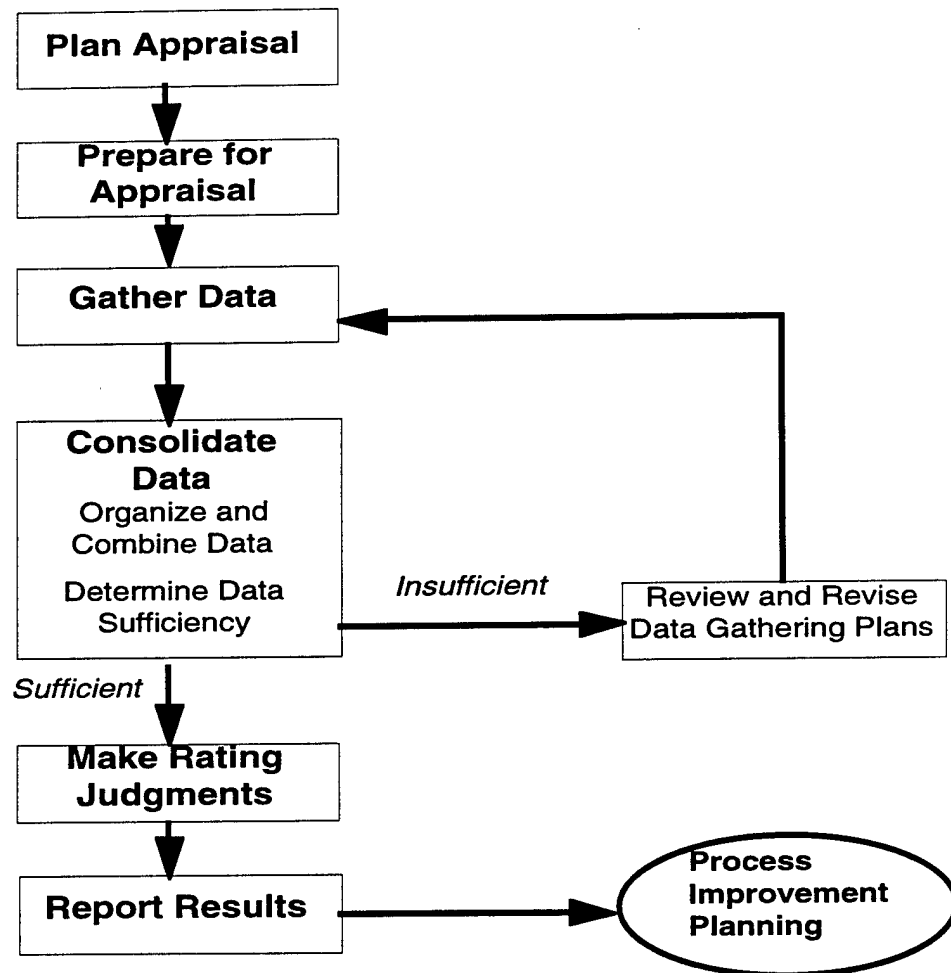 Plan Appraisal
Prepare for
Appraisal
Gather Data
Consolidate
Data
Organize and
Combine Data
Determine Data
Sufficiency
Insufficient
Review and Revise
Data Gathering Plans
Sufficient
Make Rating
Judgments
Report Results
Process
Improvement
Planning